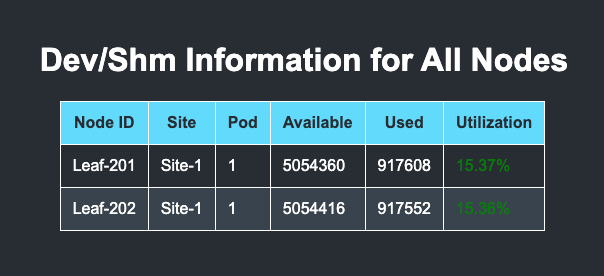 Dev/Shm Information for All Nodes
Node ID Site Pod Available Used Utilization
Leaf-201 Site-1 1 5054360 917608 15.37%
Leaf-202 Site-1 1 5054416 917552 15.36%